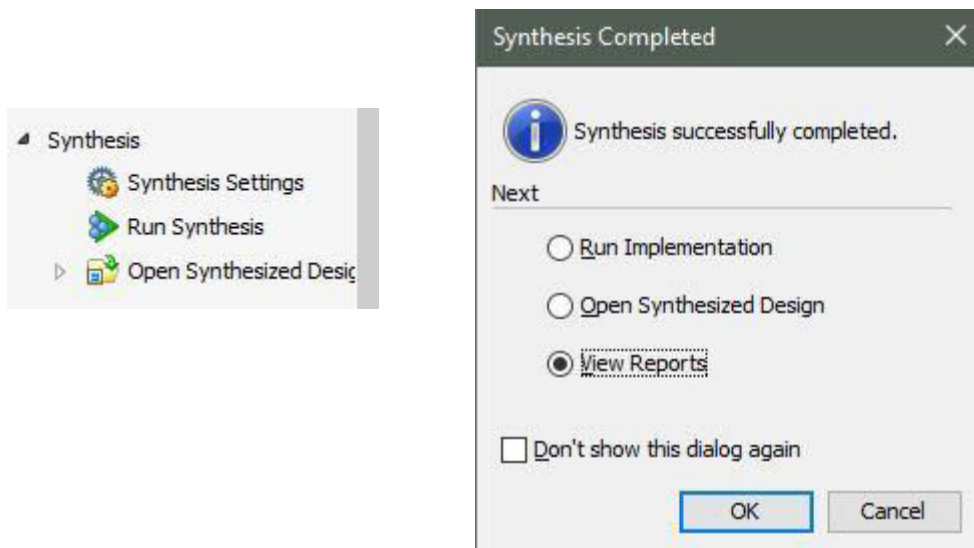 Synthesis
Synthesis Settings
Run Synthesis
Open Synthesized Desig
Synthesis Completed
Synthesis successfully completed.
Next
Run Implementation
Open Synthesized Design
View Reports
Don't show this dialog again
OK
Cancel